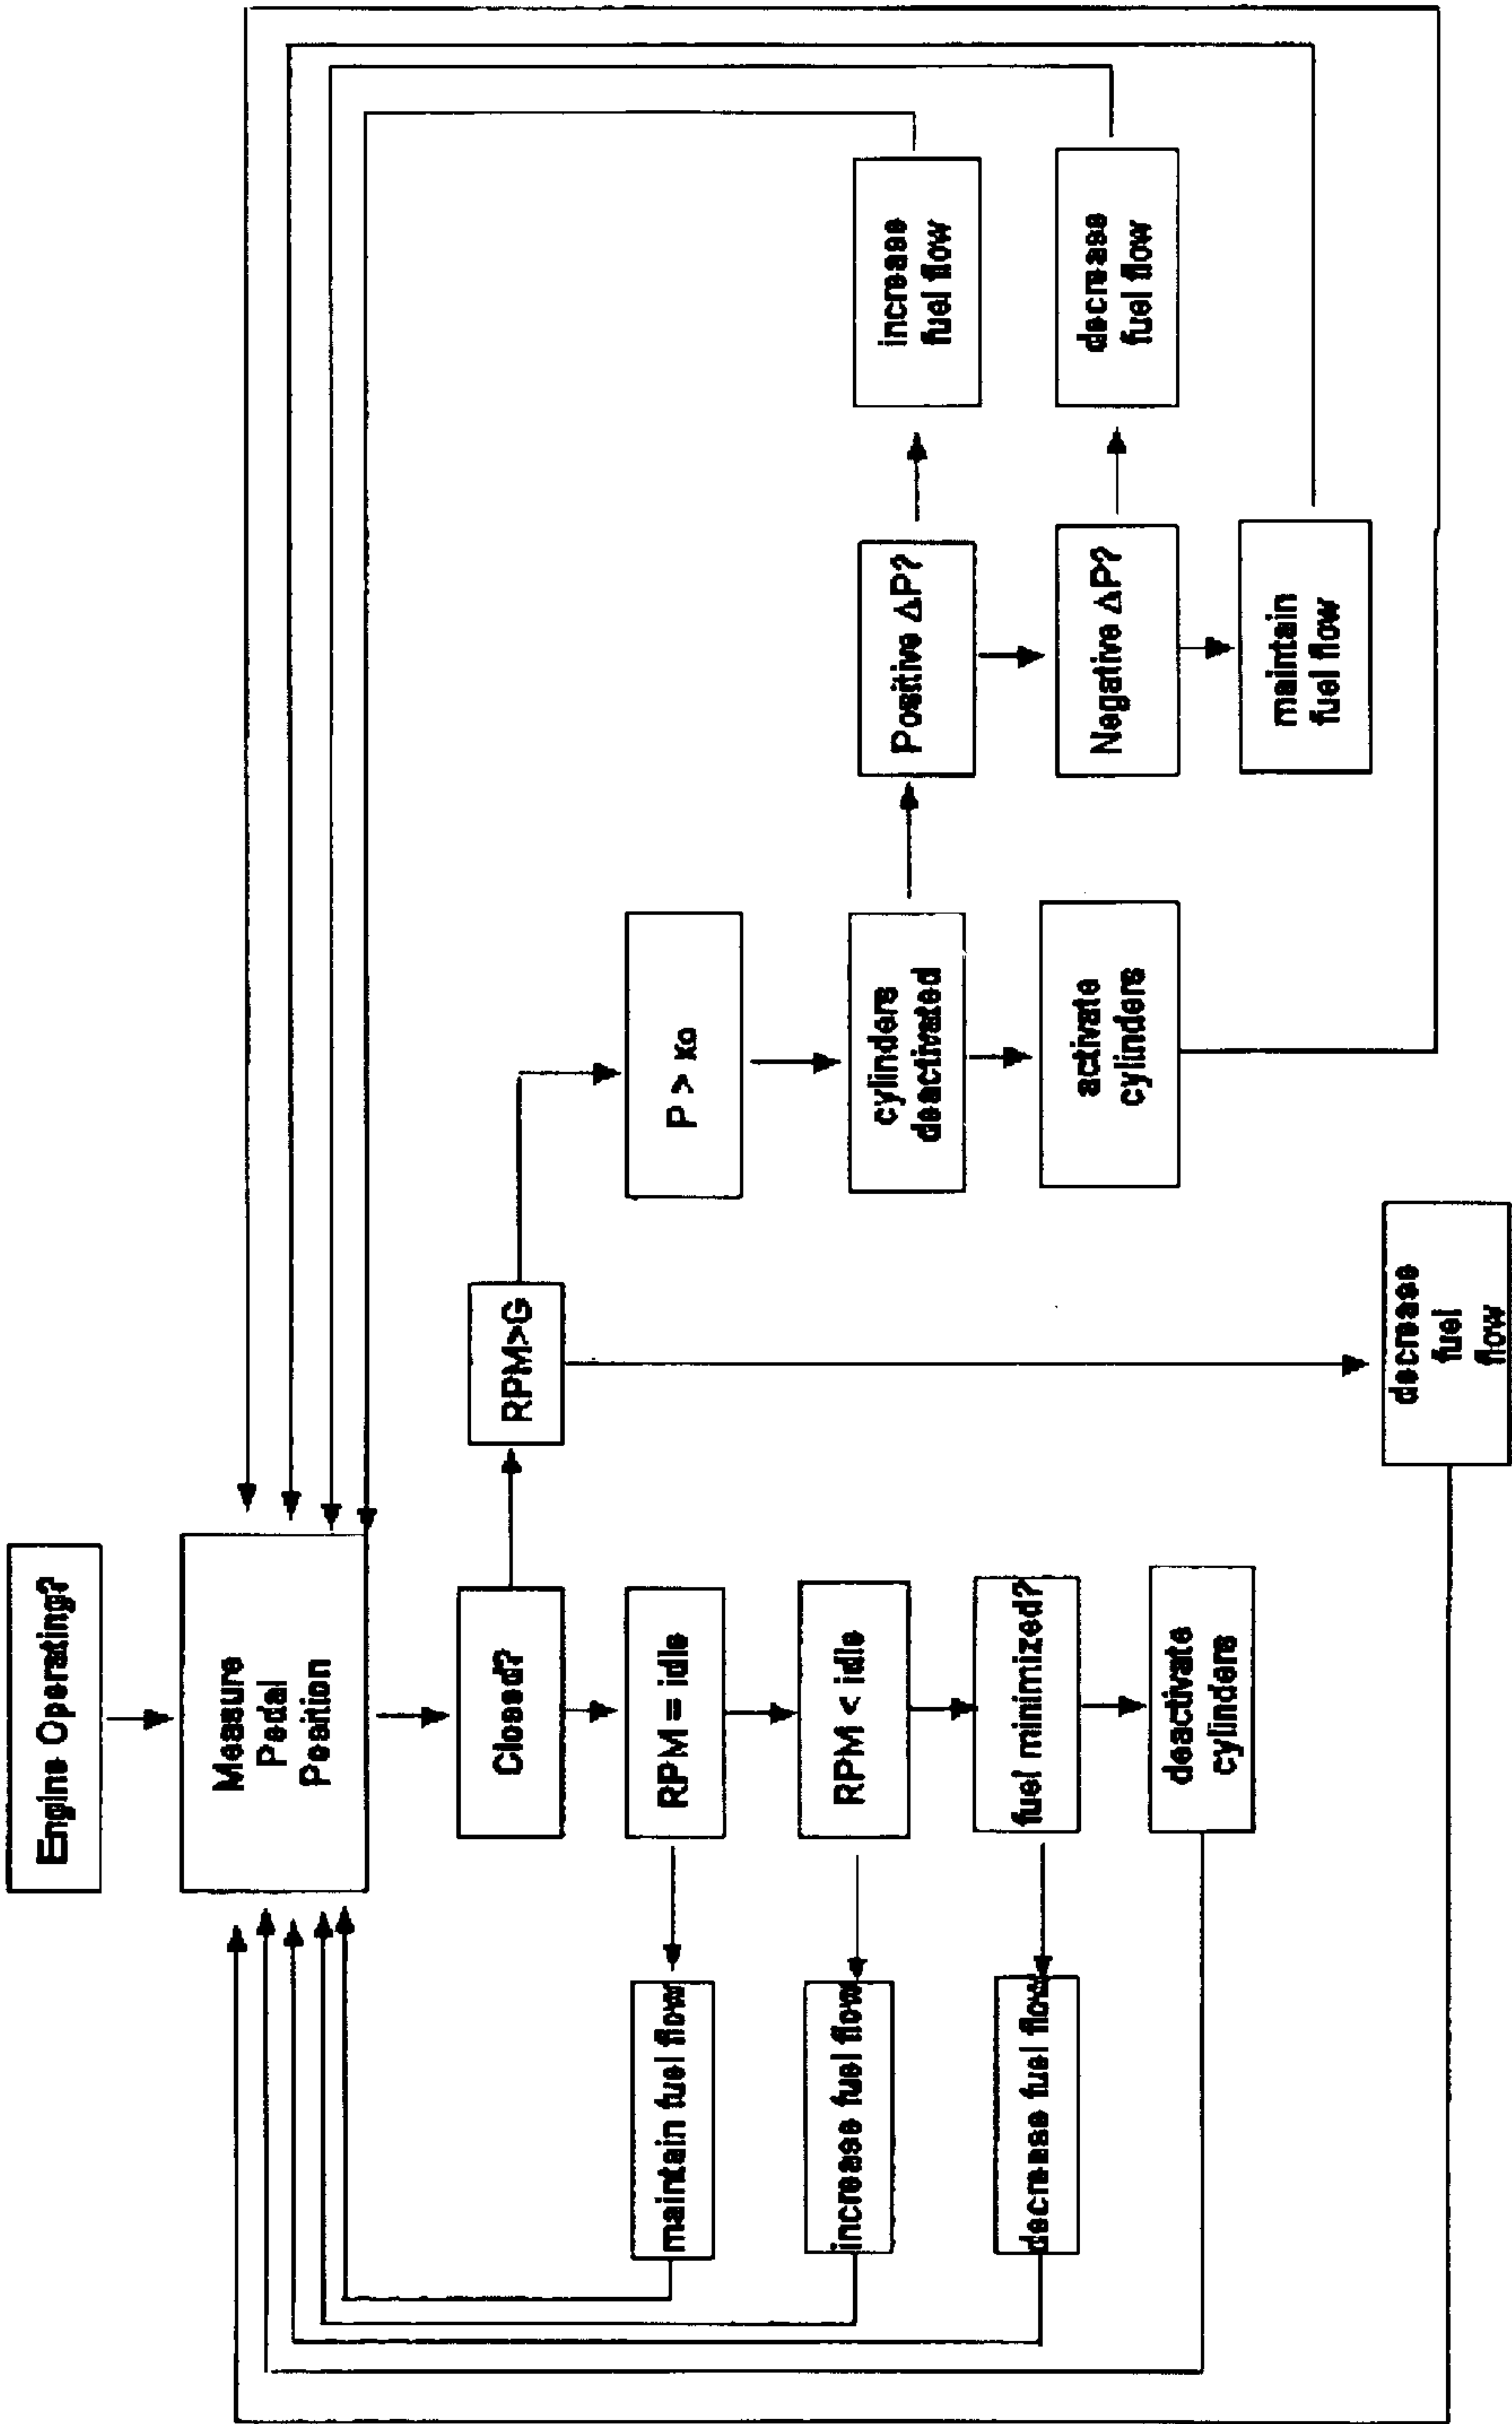 Engine Operating?
Measure
Pedal
Position
Closed?
RPM>G
RPM = idle
maintain fuel flow
RPM < idle
increase fuel flow
fuel minimized?
decrease fuel flow
deactivate
cylinders
P > xo
cylinders
deactivated
activate
cylinders
Positive ΔP?
increase
fuel flow
Negative ΔP?
decrease
fuel flow
maintain
fuel flow
decrease
fuel
flow